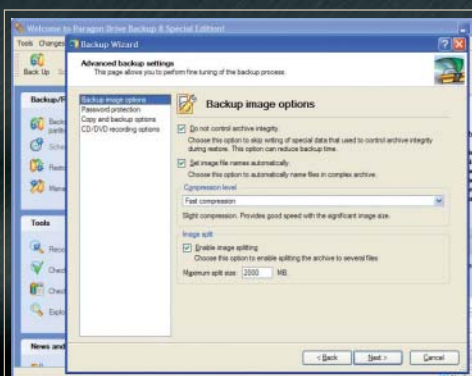 Welcome to Paragon Drive Backup 8 Special Edition!
Tools Changes
Backup Wizard
Back Up
Advanced backup settings
This page allows you to perform fine tuning of the backup process.
Backup image options
Password protection
Copy and backup options
CD/DVD recording options
Backup image options
Do not control archive integrity
Choose this option to skip writing of special data that used to control archive integrity
during restore. This option can reduce backup time.
Set image file names automatically
Choose this option to automatically name files in complex archive.
Compression level
Fast compression
Slight compression. Provides good speed with the significant image size.
Image split
Enable image splitting
Choose this option to enable splitting the archive to several files
Maximum split size: 2000 MB.
Tools
News and
< Back
Next >
Cancel